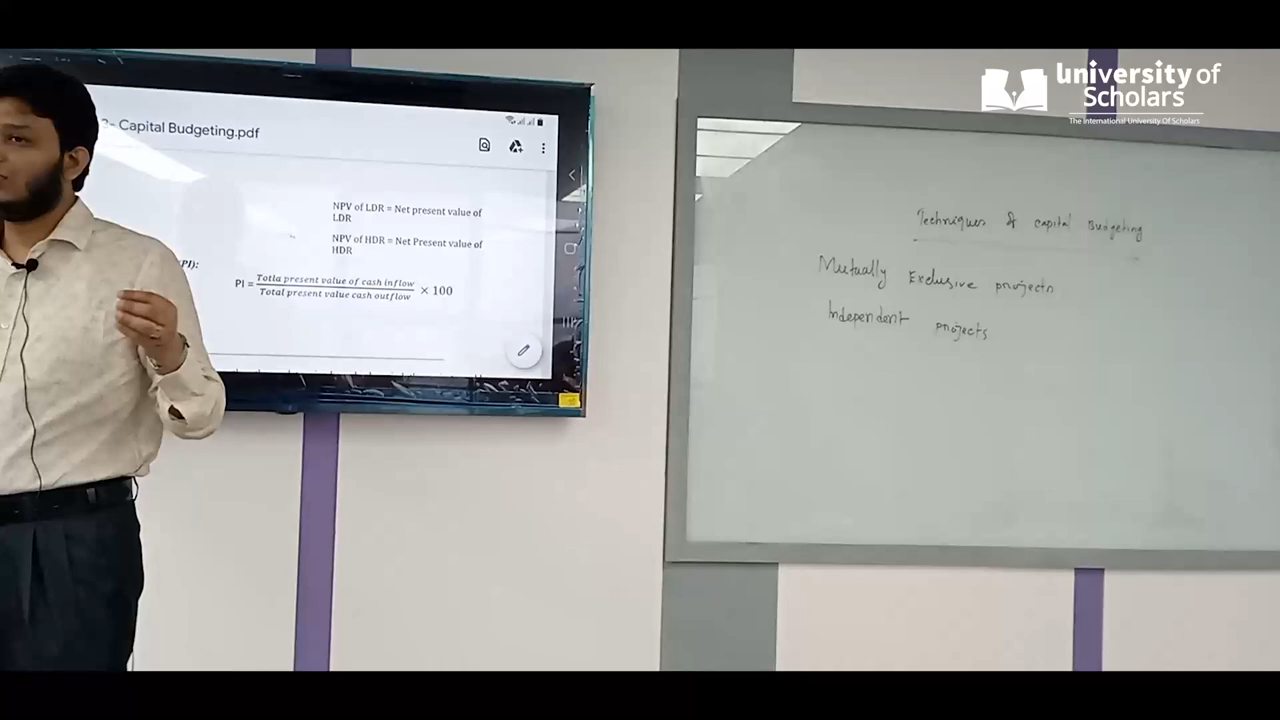 university of
Scholars
The International University Of Scholars
3- Capital Budgeting.pdf
NPV of LDR = Net present value of
LDR
NPV of HDR = Net Present value of
HDR
(PI):
PI = Totla present value of cash inflow / Total present value cash outflow × 100
Techniques of capital Budgeting
Mutually Exclusive projects
Independent projects